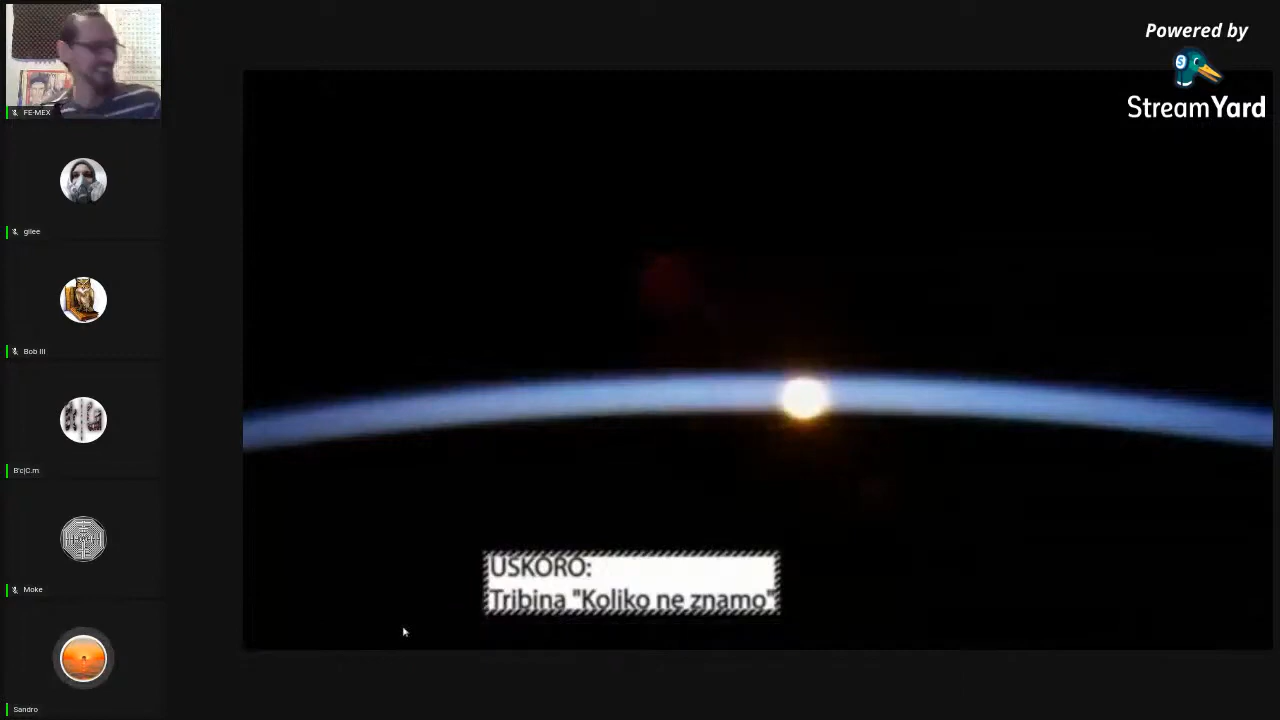 Powered by
StreamYard
FE-MEX
gilee
Bob III
B'c|C.m
Moke
Sandro
USKORO:
Tribina "Koliko ne znamo"